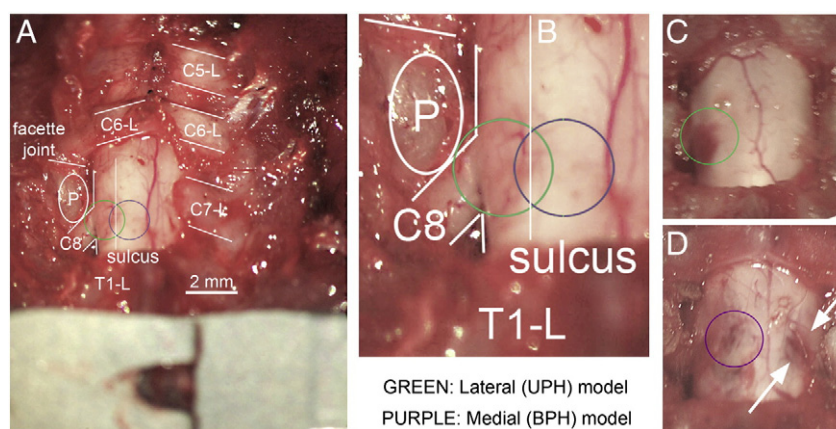 A
C5-L
C6-L
C6-L
facette
joint
P
C7-L
C8
sulcus
T1-L
2 mm
B
P
C8
sulcus
T1-L
GREEN: Lateral (UPH) model
PURPLE: Medial (BPH) model
C
D